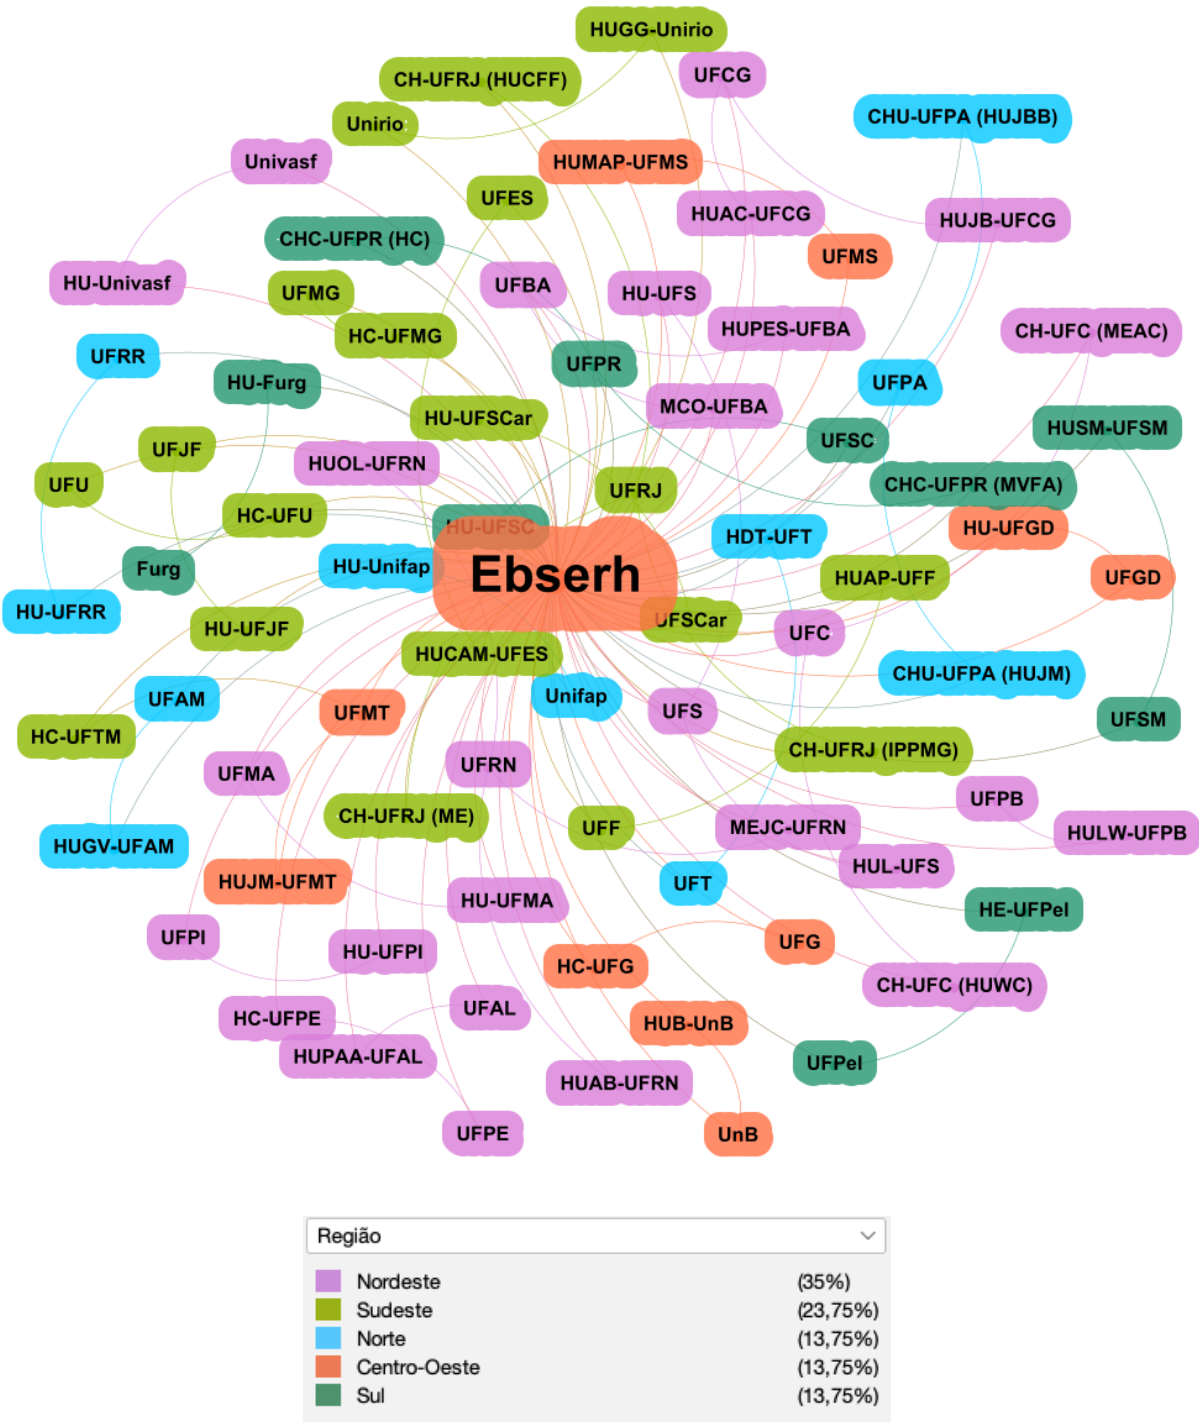 HUGG-Unirio
UFCG
CH-UFRJ (HUCFF)
CHU-UFPA (HUJBB)
Unirio
Univasf
HUMAP-UFMS
UFES
HUAC-UFCG
HUJB-UFCG
CHC-UFPR (HC)
UFMS
HU-Univasf
UFMG
UFBA
HU-UFS
HUPES-UFBA
CH-UFC (MEAC)
HC-UFMG
UFRR
UFPR
HU-Furg
UFPA
MCO-UFBA
HU-UFSCar
HUSM-UFSM
UFSC
UFJF
HUOL-UFRN
UFU
UFRJ
CHC-UFPR (MVFA)
HC-UFU
HU-UFSC
HU-UFGD
HDT-UFT
Furg
HU-Unifap
Ebserh
HUAP-UFF
UFGD
HU-UFRR
HU-UFJF
UFSCar
UFC
HUCAM-UFES
CHU-UFPA (HUJM)
UFAM
Unifap
UFMT
UFS
UFSM
HC-UFTM
CH-UFRJ (IPPMG)
UFMA
UFRN
UFPB
CH-UFRJ (ME)
UFF
MEJC-UFRN
HULW-UFPB
HUGV-UFAM
HUL-UFS
HUJM-UFMT
UFT
HU-UFMA
HE-UFPel
UFPI
HU-UFPI
UFG
HC-UFG
CH-UFC (HUWC)
UFAL
HC-UFPE
HUB-UnB
HUPAA-UFAL
UFPel
HUAB-UFRN
UFPE
UnB
Região
Nordeste (35%)
Sudeste (23,75%)
Norte (13,75%)
Centro-Oeste (13,75%)
Sul (13,75%)